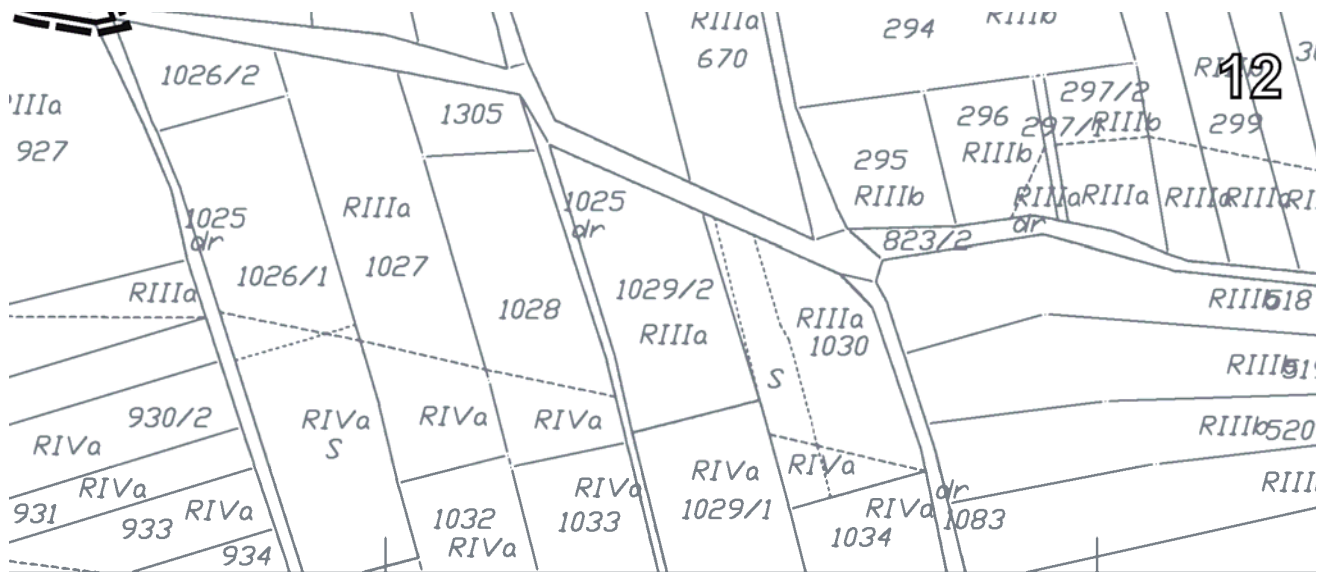 RIIIa
RIIIb
294
670
12
1026/2
297/2
1305
296
297/1
RIIIb
299
927
RIIIb
295
RIIIb
RIIIa
RIIIa
RIIIa
RIIIa
RIIIa
1025
dr
1025
dr
dr
823/2
1026/1
1027
RIIIa
1029/2
RIIIa
1028
RIIIa
1030
RIIIb
518
RIIIa
RIIIb
S
930/2
RIVa
S
RIVa
RIVa
RIIIb
520
RIVa
RIVa
RIVa
RIVa
RIVa
931
933
RIVa
934
1032
RIVa
1033
1029/1
RIVa
1034
dr
1083